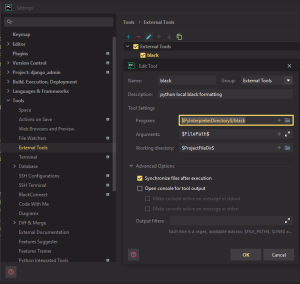 Settings
Keymap
Editor
Plugins
Version Control
Project: django_admin
Build, Execution, Deployment
Languages & Frameworks
Tools
Space
Actions on Save
Web Browsers and Preview
File Watchers
External Tools
Terminal
Database
SSH Configurations
SSH Terminal
BlackConnect
Code With Me
Diagrams
Diff & Merge
External Documentation
Features Suggester
Features Trainer
Python Integrated Tools
Tools › External Tools
External Tools
black
Edit Tool
Name: black Group: External Tools
Description: python local black formatting
Tool Settings
Program: $PyInterpreterDirectory$/black
Arguments: $FilePath$
Working directory: $ProjectFileDir$
Advanced Options
Synchronize files after execution
Open console for tool output
Make console active on message in stdout
Make console active on message in stderr
Output filters:
Each line is a regex, available macros: $FILE_PATH$,
OK Cancel